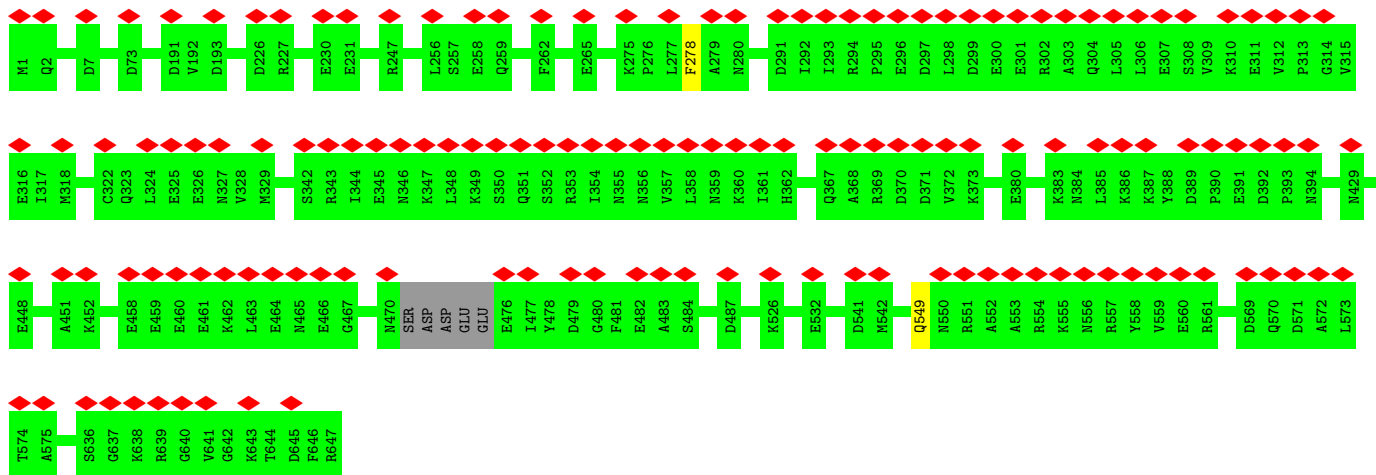 M1 Q2 D7 D73 D191 V192 D193 D226 R227 E230 E231 R247 L256 S257 E258 Q259 F262 E265 K275 P276 L277 F278 A279 N280 D291 I292 I293 R294 P295 E296 D297 L298 D299 E300 E301 R302 A303 Q304 L305 L306 E307 S308 V309 K310 E311 V312 P313 G314 V315
E316 I317 M318 C322 Q323 L324 E325 E326 N327 V328 M329 S342 R343 I344 E345 N346 K347 L348 K349 S350 Q351 S352 R353 I354 N355 N356 V357 L358 N359 K360 I361 H362 Q367 A368 R369 D370 D371 V372 K373 E380 K383 N384 L385 K386 K387 Y388 D389 P390 E391 D392 P393 N394 N429
E448 A451 K452 E458 E459 E460 E461 K462 L463 E464 N465 E466 G467 N470 SER ASP ASP GLU GLU E476 I477 Y478 D479 G480 F481 E482 A483 S484 D487 K526 E532 D541 M542 Q549 N550 R551 A552 A553 R554 K555 N556 R557 Y558 V559 E560 R561 D569 Q570 D571 A572 L573
T574 A575 S636 G637 K638 R639 G640 V641 G642 K643 T644 D645 F646 R647